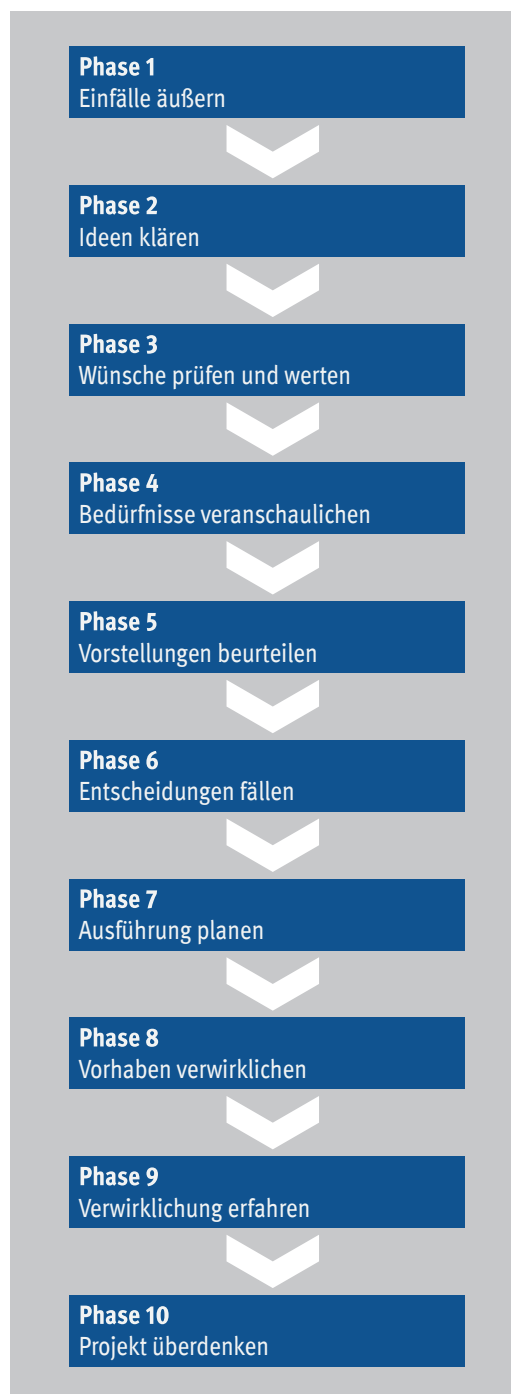 Phase 1
Einfälle äußern
Phase 2
Ideen klären
Phase 3
Wünsche prüfen und werten
Phase 4
Bedürfnisse veranschaulichen
Phase 5
Vorstellungen beurteilen
Phase 6
Entscheidungen fällen
Phase 7
Ausführung planen
Phase 8
Vorhaben verwirklichen
Phase 9
Verwirklichung erfahren
Phase 10
Projekt überdenken